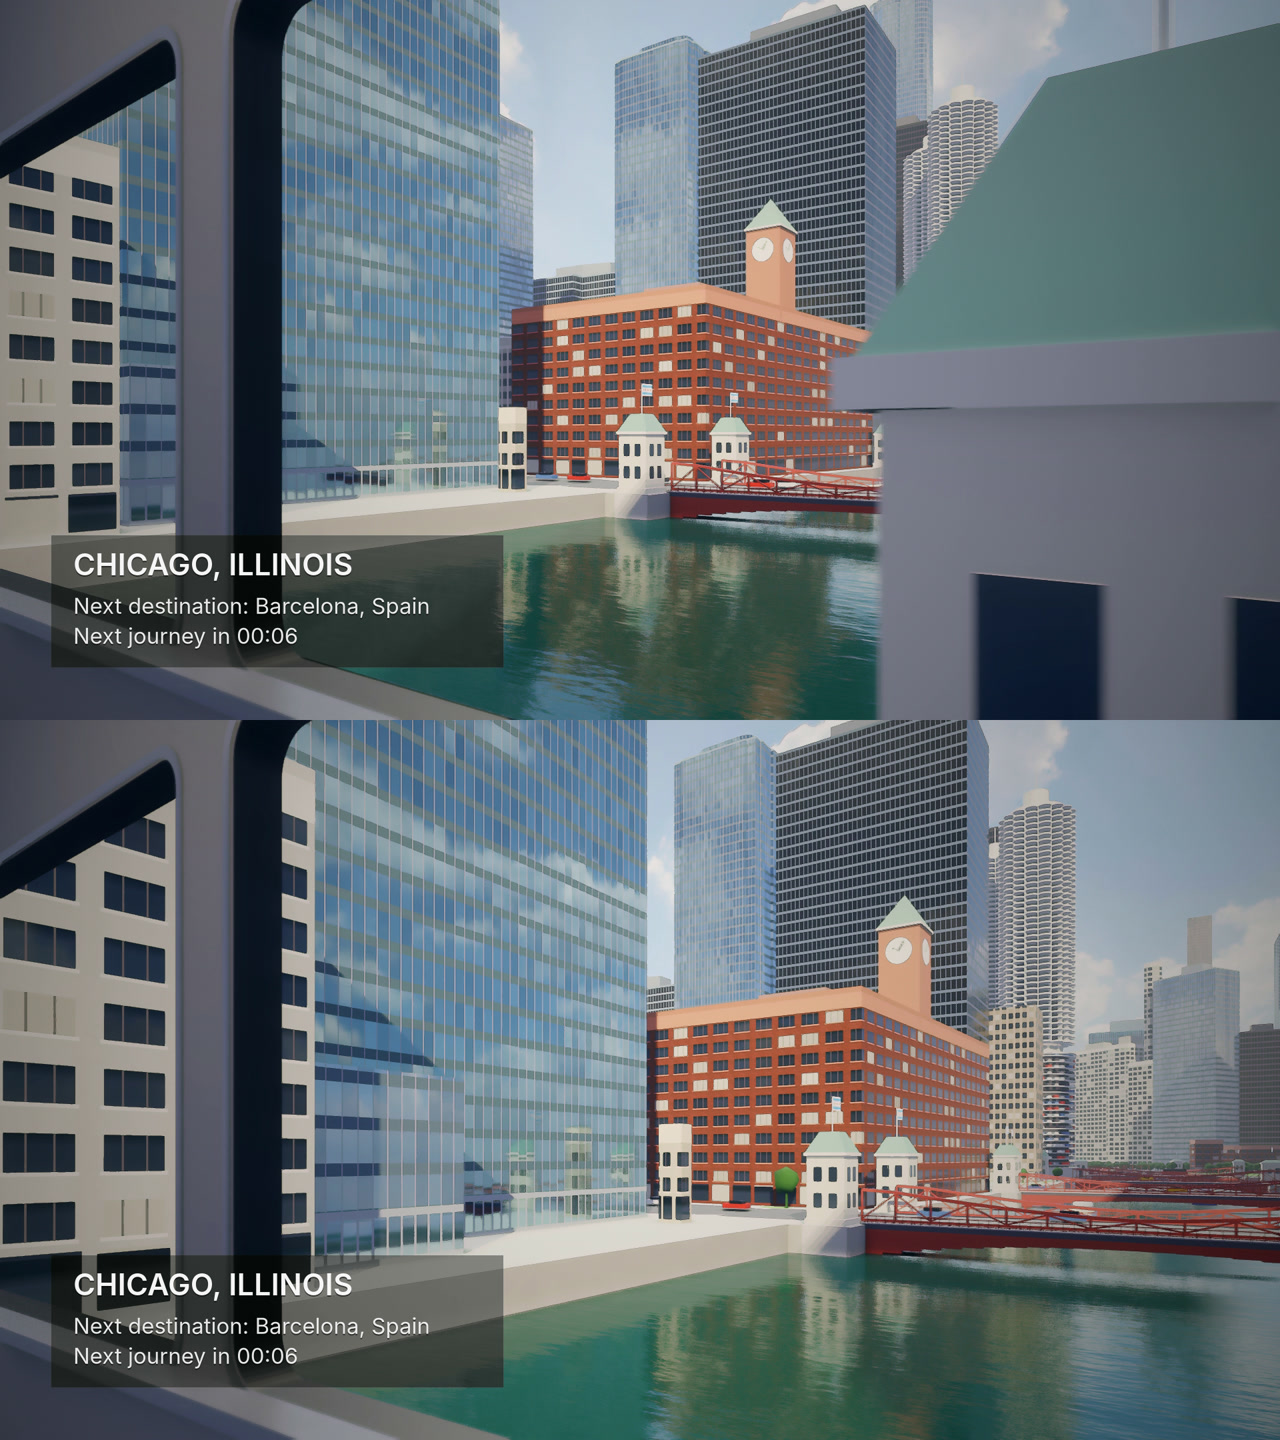 CHICAGO, ILLINOIS
Next destination: Barcelona, Spain
Next journey in 00:06
CHICAGO, ILLINOIS
Next destination: Barcelona, Spain
Next journey in 00:06